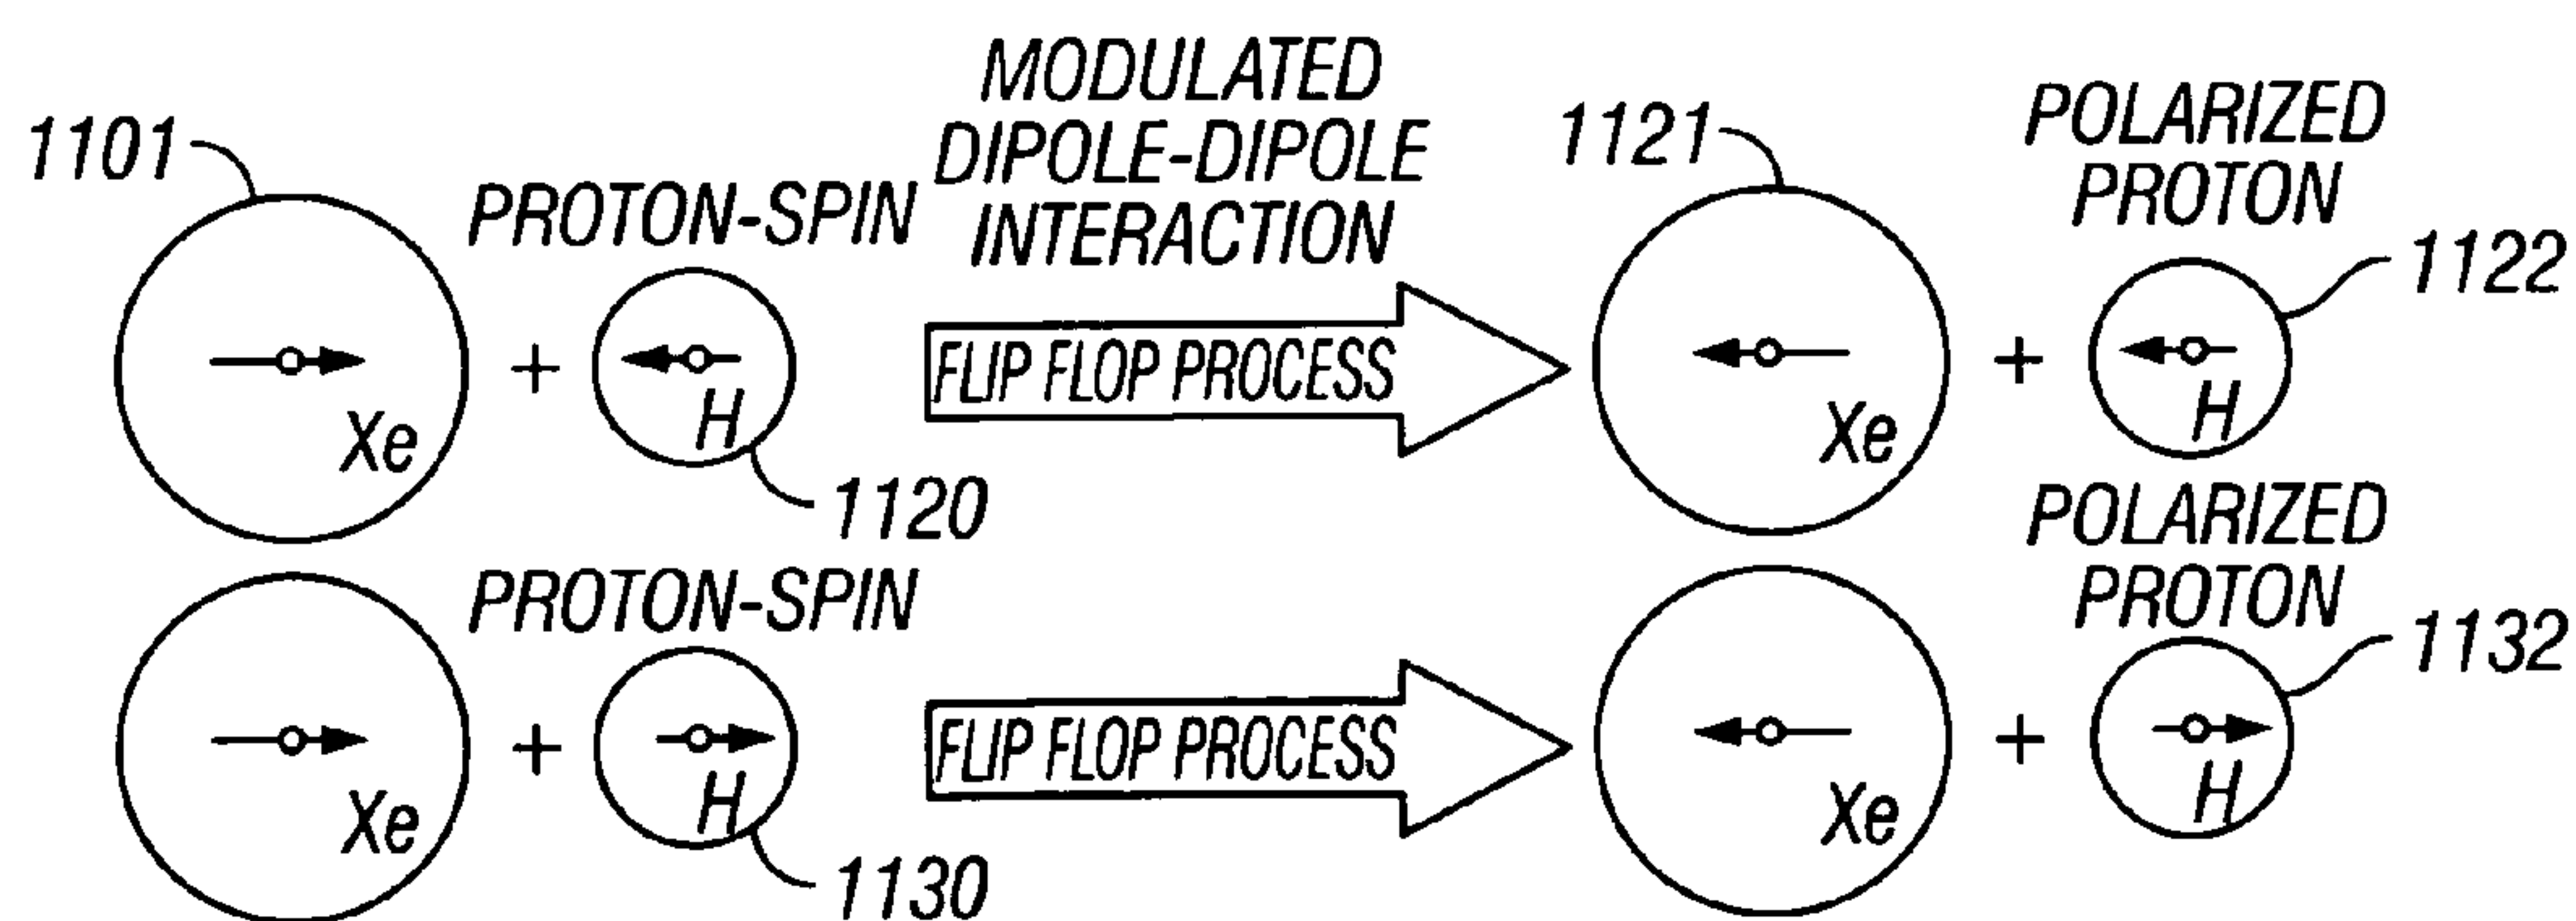 1101
PROTON-SPIN
MODULATED
DIPOLE-DIPOLE
INTERACTION
1121
POLARIZED
PROTON
1122
Xe
+
H
1120
FLIP FLOP PROCESS
Xe
+
H
PROTON-SPIN
POLARIZED
PROTON
1132
Xe
+
H
1130
FLIP FLOP PROCESS
Xe
+
H